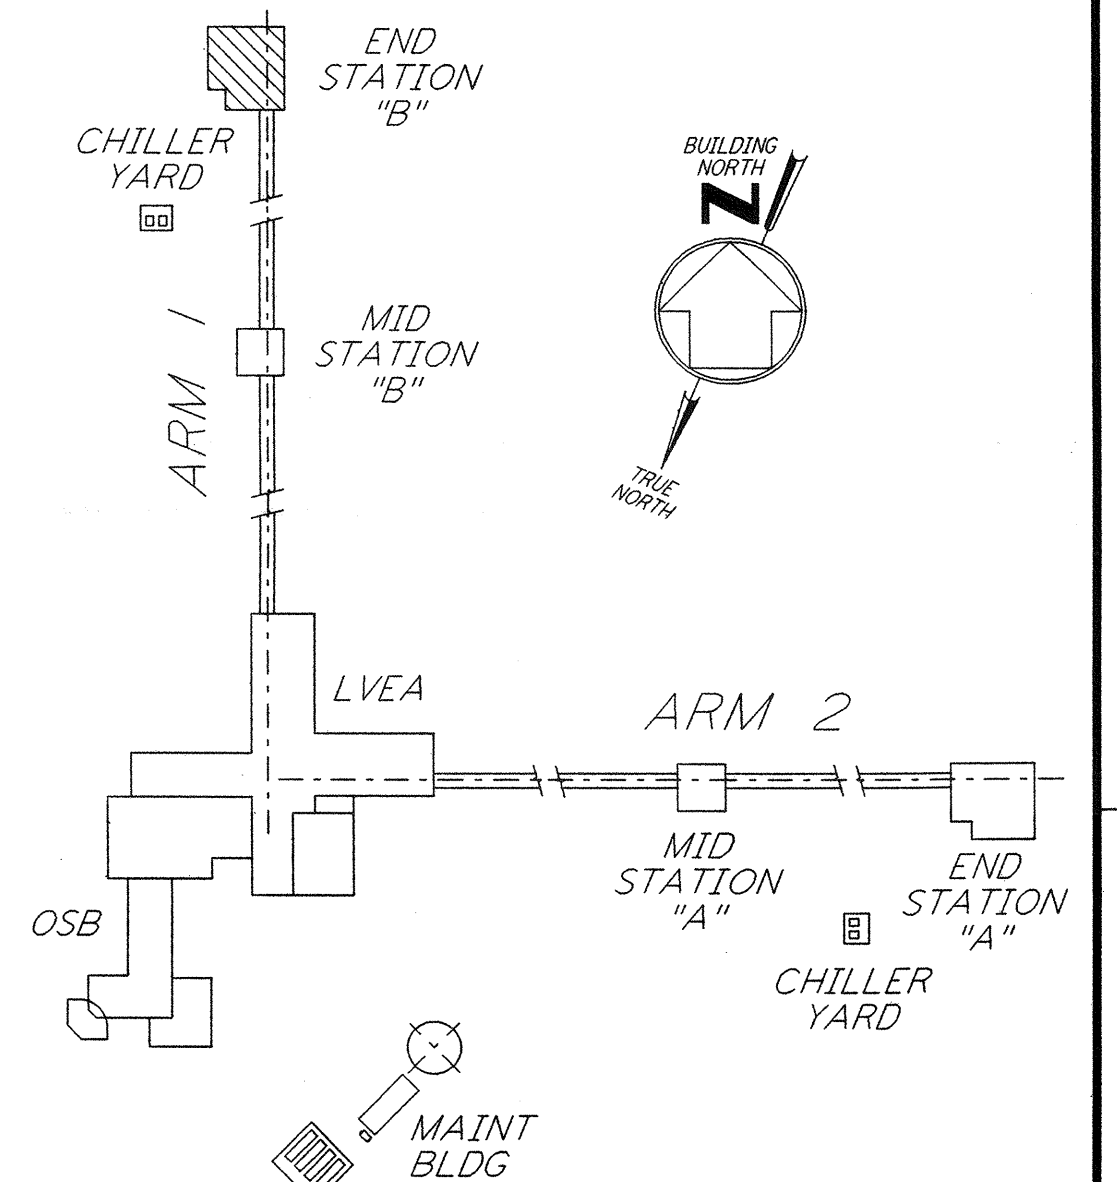 END
STATION
"B"
CHILLER
YARD
BUILDING
NORTH
N
MID
STATION
"B"
ARM 1
TRUE
NORTH
LVEA
ARM 2
MID
STATION
"A"
END
STATION
"A"
OSB
CHILLER
YARD
MAINT
BLDG